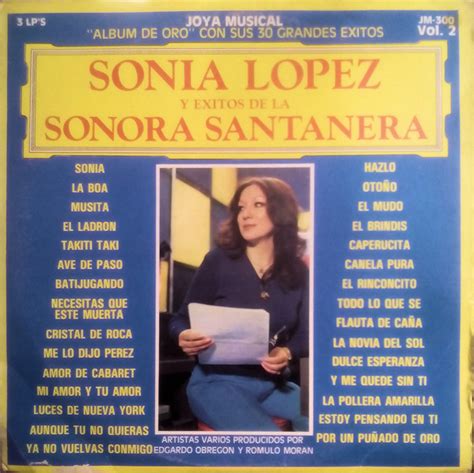 3 LP'S
JOYA MUSICAL
JM-300
"ALBUM DE ORO" CON SUS 30 GRANDES EXITOS
Vol. 2
SONIA LOPEZ
Y EXITOS DE LA
SONORA SANTANERA
SONIA
LA BOA
MUSITA
EL LADRON
TAKITI TAKI
AVE DE PASO
BATIJUGANDO
NECESITAS QUE
ESTE MUERTA
CRISTAL DE ROCA
ME LO DIJO PEREZ
AMOR DE CABARET
MI AMOR Y TU AMOR
LUCES DE NUEVA YORK
AUNQUE TU NO QUIERAS
YA NO VUELVAS CONMIGO
HAZLO
OTOÑO
EL MUDO
EL BRINDIS
CAPERUCITA
CANELA PURA
EL RINCONCITO
TODO LO QUE SE
FLAUTA DE CAÑA
LA NOVIA DEL SOL
DULCE ESPERANZA
Y ME QUEDE SIN TI
LA POLLERA AMARILLA
ESTOY PENSANDO EN TI
POR UN PUÑADO DE ORO
ARTISTAS VARIOS PRODUCIDOS POR
EDGARDO OBREGON Y ROMULO MORAN